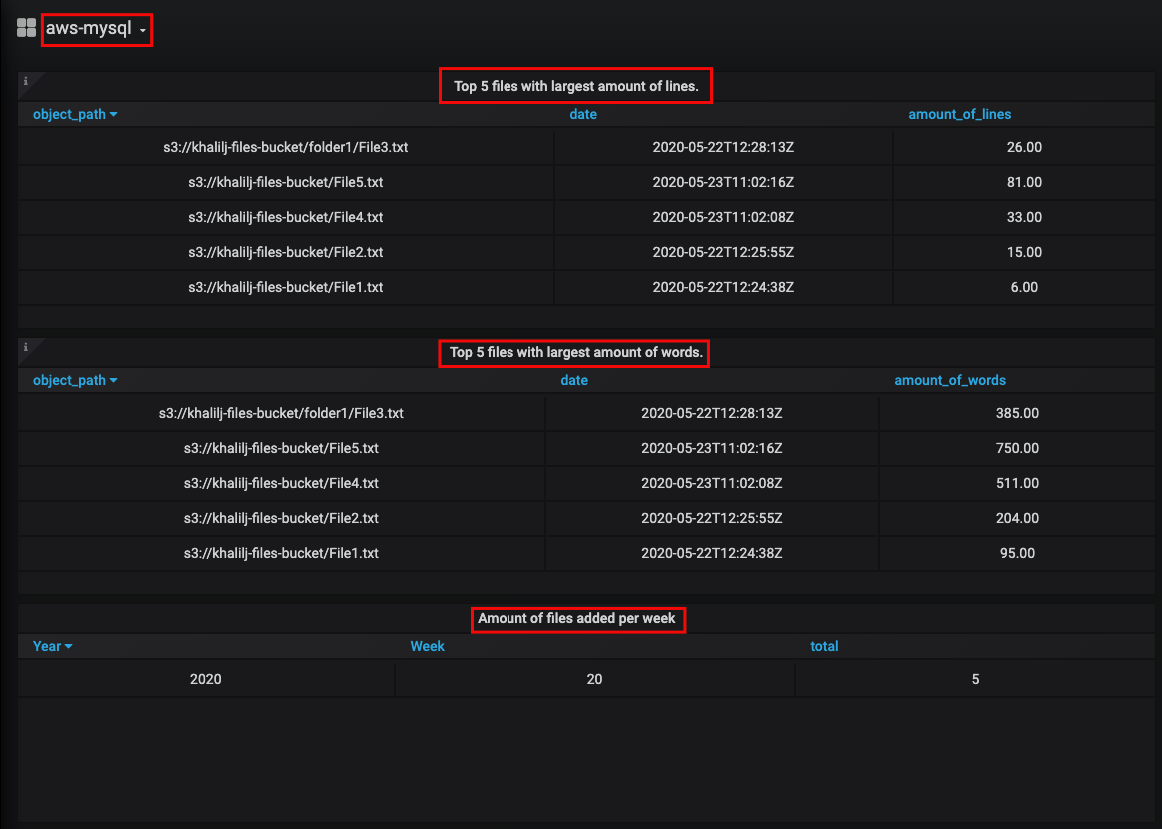 aws-mysql
Top 5 files with largest amount of lines.
object_path date amount_of_lines
s3://khalilj-files-bucket/folder1/File3.txt 2020-05-22T12:28:13Z 26.00
s3://khalilj-files-bucket/File5.txt 2020-05-23T11:02:16Z 81.00
s3://khalilj-files-bucket/File4.txt 2020-05-23T11:02:08Z 33.00
s3://khalilj-files-bucket/File2.txt 2020-05-22T12:25:55Z 15.00
s3://khalilj-files-bucket/File1.txt 2020-05-22T12:24:38Z 6.00
Top 5 files with largest amount of words.
object_path date amount_of_words
s3://khalilj-files-bucket/folder1/File3.txt 2020-05-22T12:28:13Z 385.00
s3://khalilj-files-bucket/File5.txt 2020-05-23T11:02:16Z 750.00
s3://khalilj-files-bucket/File4.txt 2020-05-23T11:02:08Z 511.00
s3://khalilj-files-bucket/File2.txt 2020-05-22T12:25:55Z 204.00
s3://khalilj-files-bucket/File1.txt 2020-05-22T12:24:38Z 95.00
Amount of files added per week
Year Week total
2020 20 5